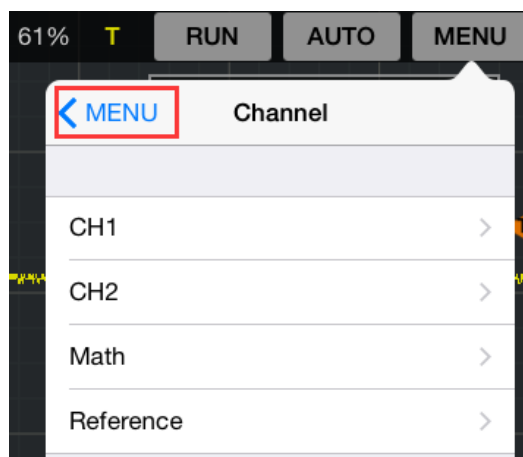 61% T RUN AUTO MENU
MENU Channel
CH1
CH2
Math
Reference